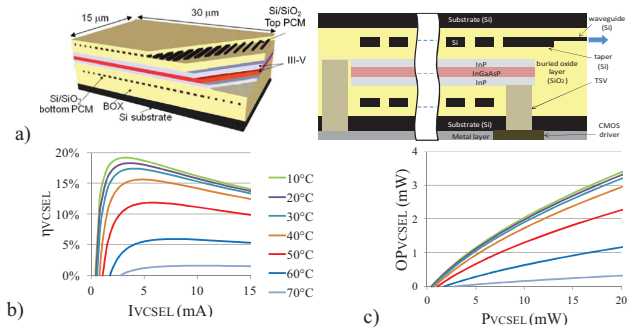 15 μm
30 μm
Si/SiO₂
Top PCM
III-V
Si/SiO₂
bottom PCM
BOX
Si substrate
a)
Substrate (Si)
waveguide
(Si)
Si
taper
(Si)
InP
buried oxide
layer
(SiO₂)
InGaAsP
InP
TSV
Substrate (Si)
CMOS
driver
Metal layer
20%
15%
10%
5%
0%
ηVCSEL
0
5
10
15
IVCSEL (mA)
10°C
20°C
30°C
40°C
50°C
60°C
70°C
b)
4
3
2
1
0
OPVCSEL (mW)
0
5
10
15
20
PVCSEL (mW)
c)